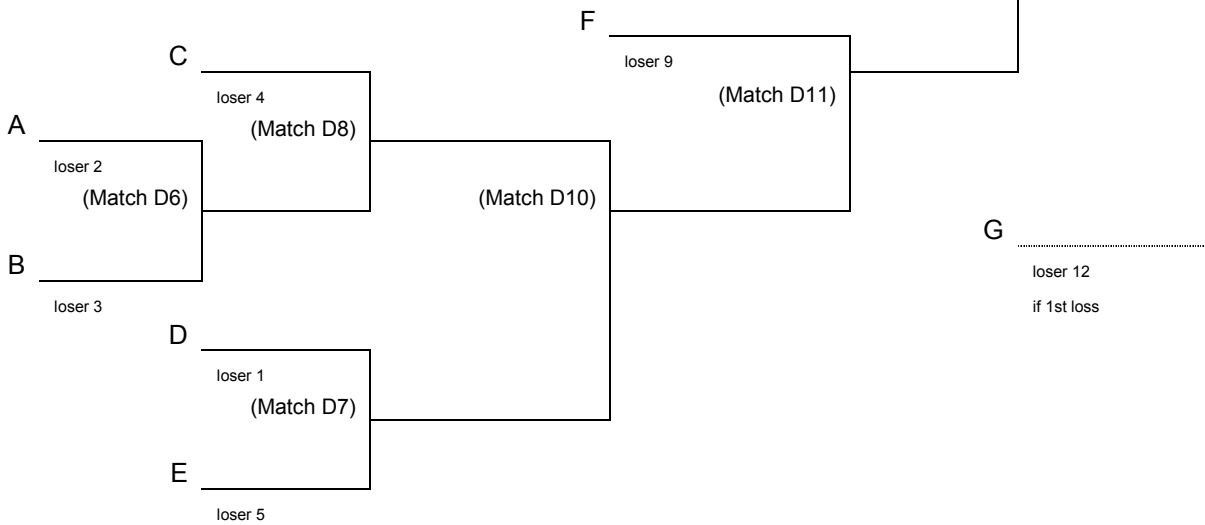 F
loser 9
C
(Match D11)
loser 4
A
(Match D8)
loser 2
(Match D6)
(Match D10)
G
B
loser 12
loser 3
if 1st loss
D
loser 1
(Match D7)
E
loser 5